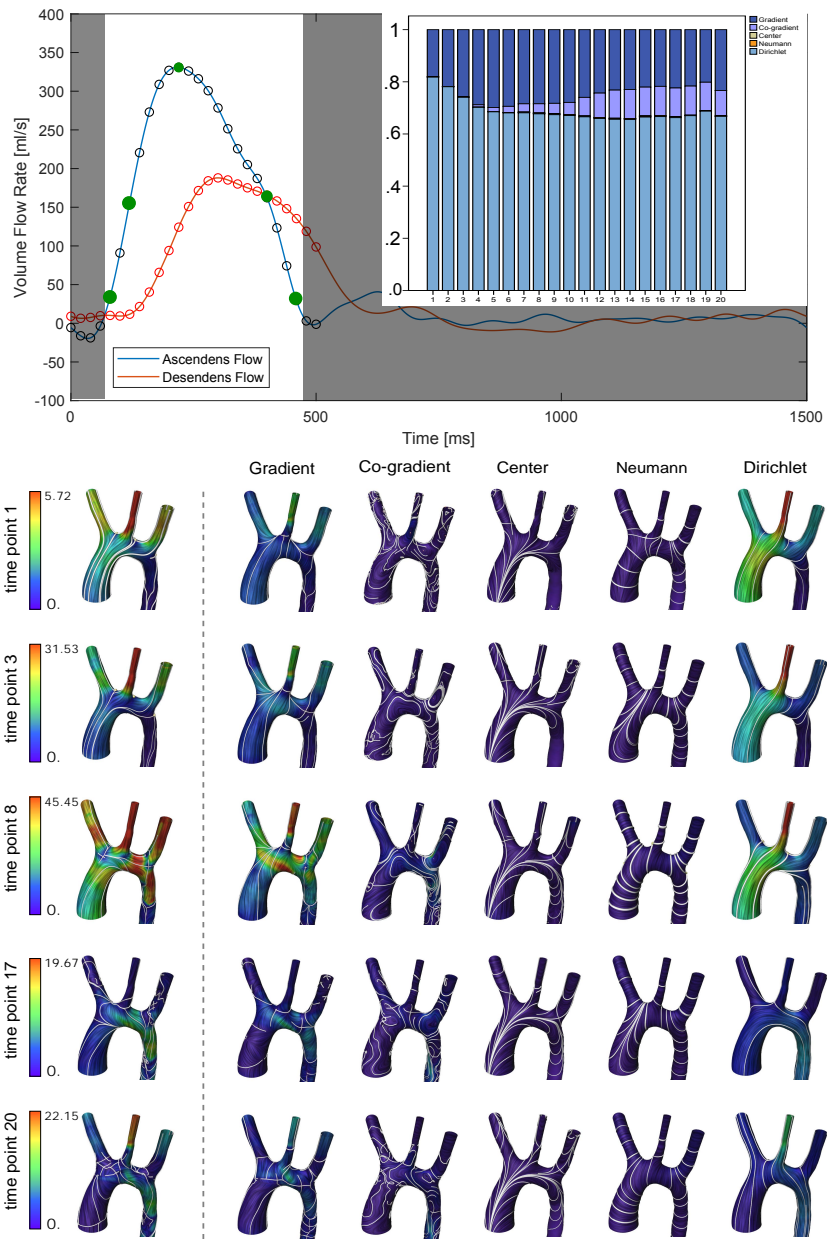 400
350
300
250
200
150
100
50
0
-50
-100
Volume Flow Rate [ml/s]
0
500
1000
1500
Time [ms]
Ascendens Flow
Desendens Flow
1
.8
.6
.4
.2
.0
1 2 3 4 5 6 7 8 9 10 11 12 13 14 15 16 17 18 19 20
Gradient
Co-gradient
Center
Neumann
Dirichlet
Gradient Co-gradient Center Neumann Dirichlet
time point 1
5.72
0.
time point 3
31.53
0.
time point 8
45.45
0.
time point 17
19.67
0.
time point 20
22.15
0.